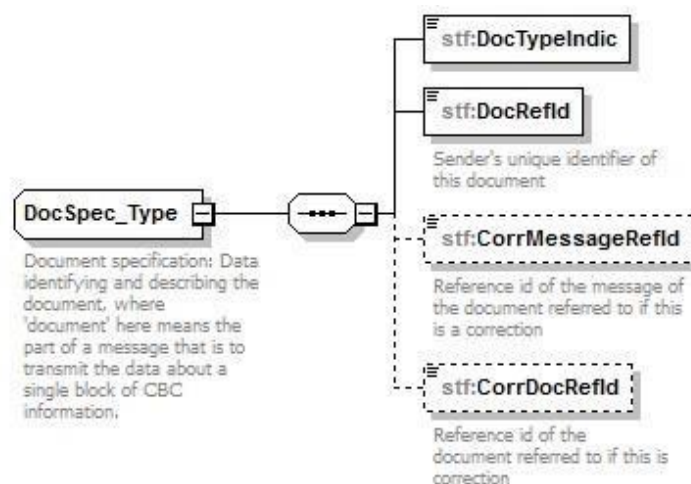 stf:DocTypeIndic
stf:DocRefId
Sender's unique identifier of
this document
DocSpec_Type
Document specification: Data
identifying and describing the
document, where
'document' here means the
part of a message that is to
transmit the data about a
single block of CBC
information.
stf:CorrMessageRefId
Reference id of the message of
the document referred to if this
is a correction
stf:CorrDocRefId
Reference id of the
document referred to if this is
correction